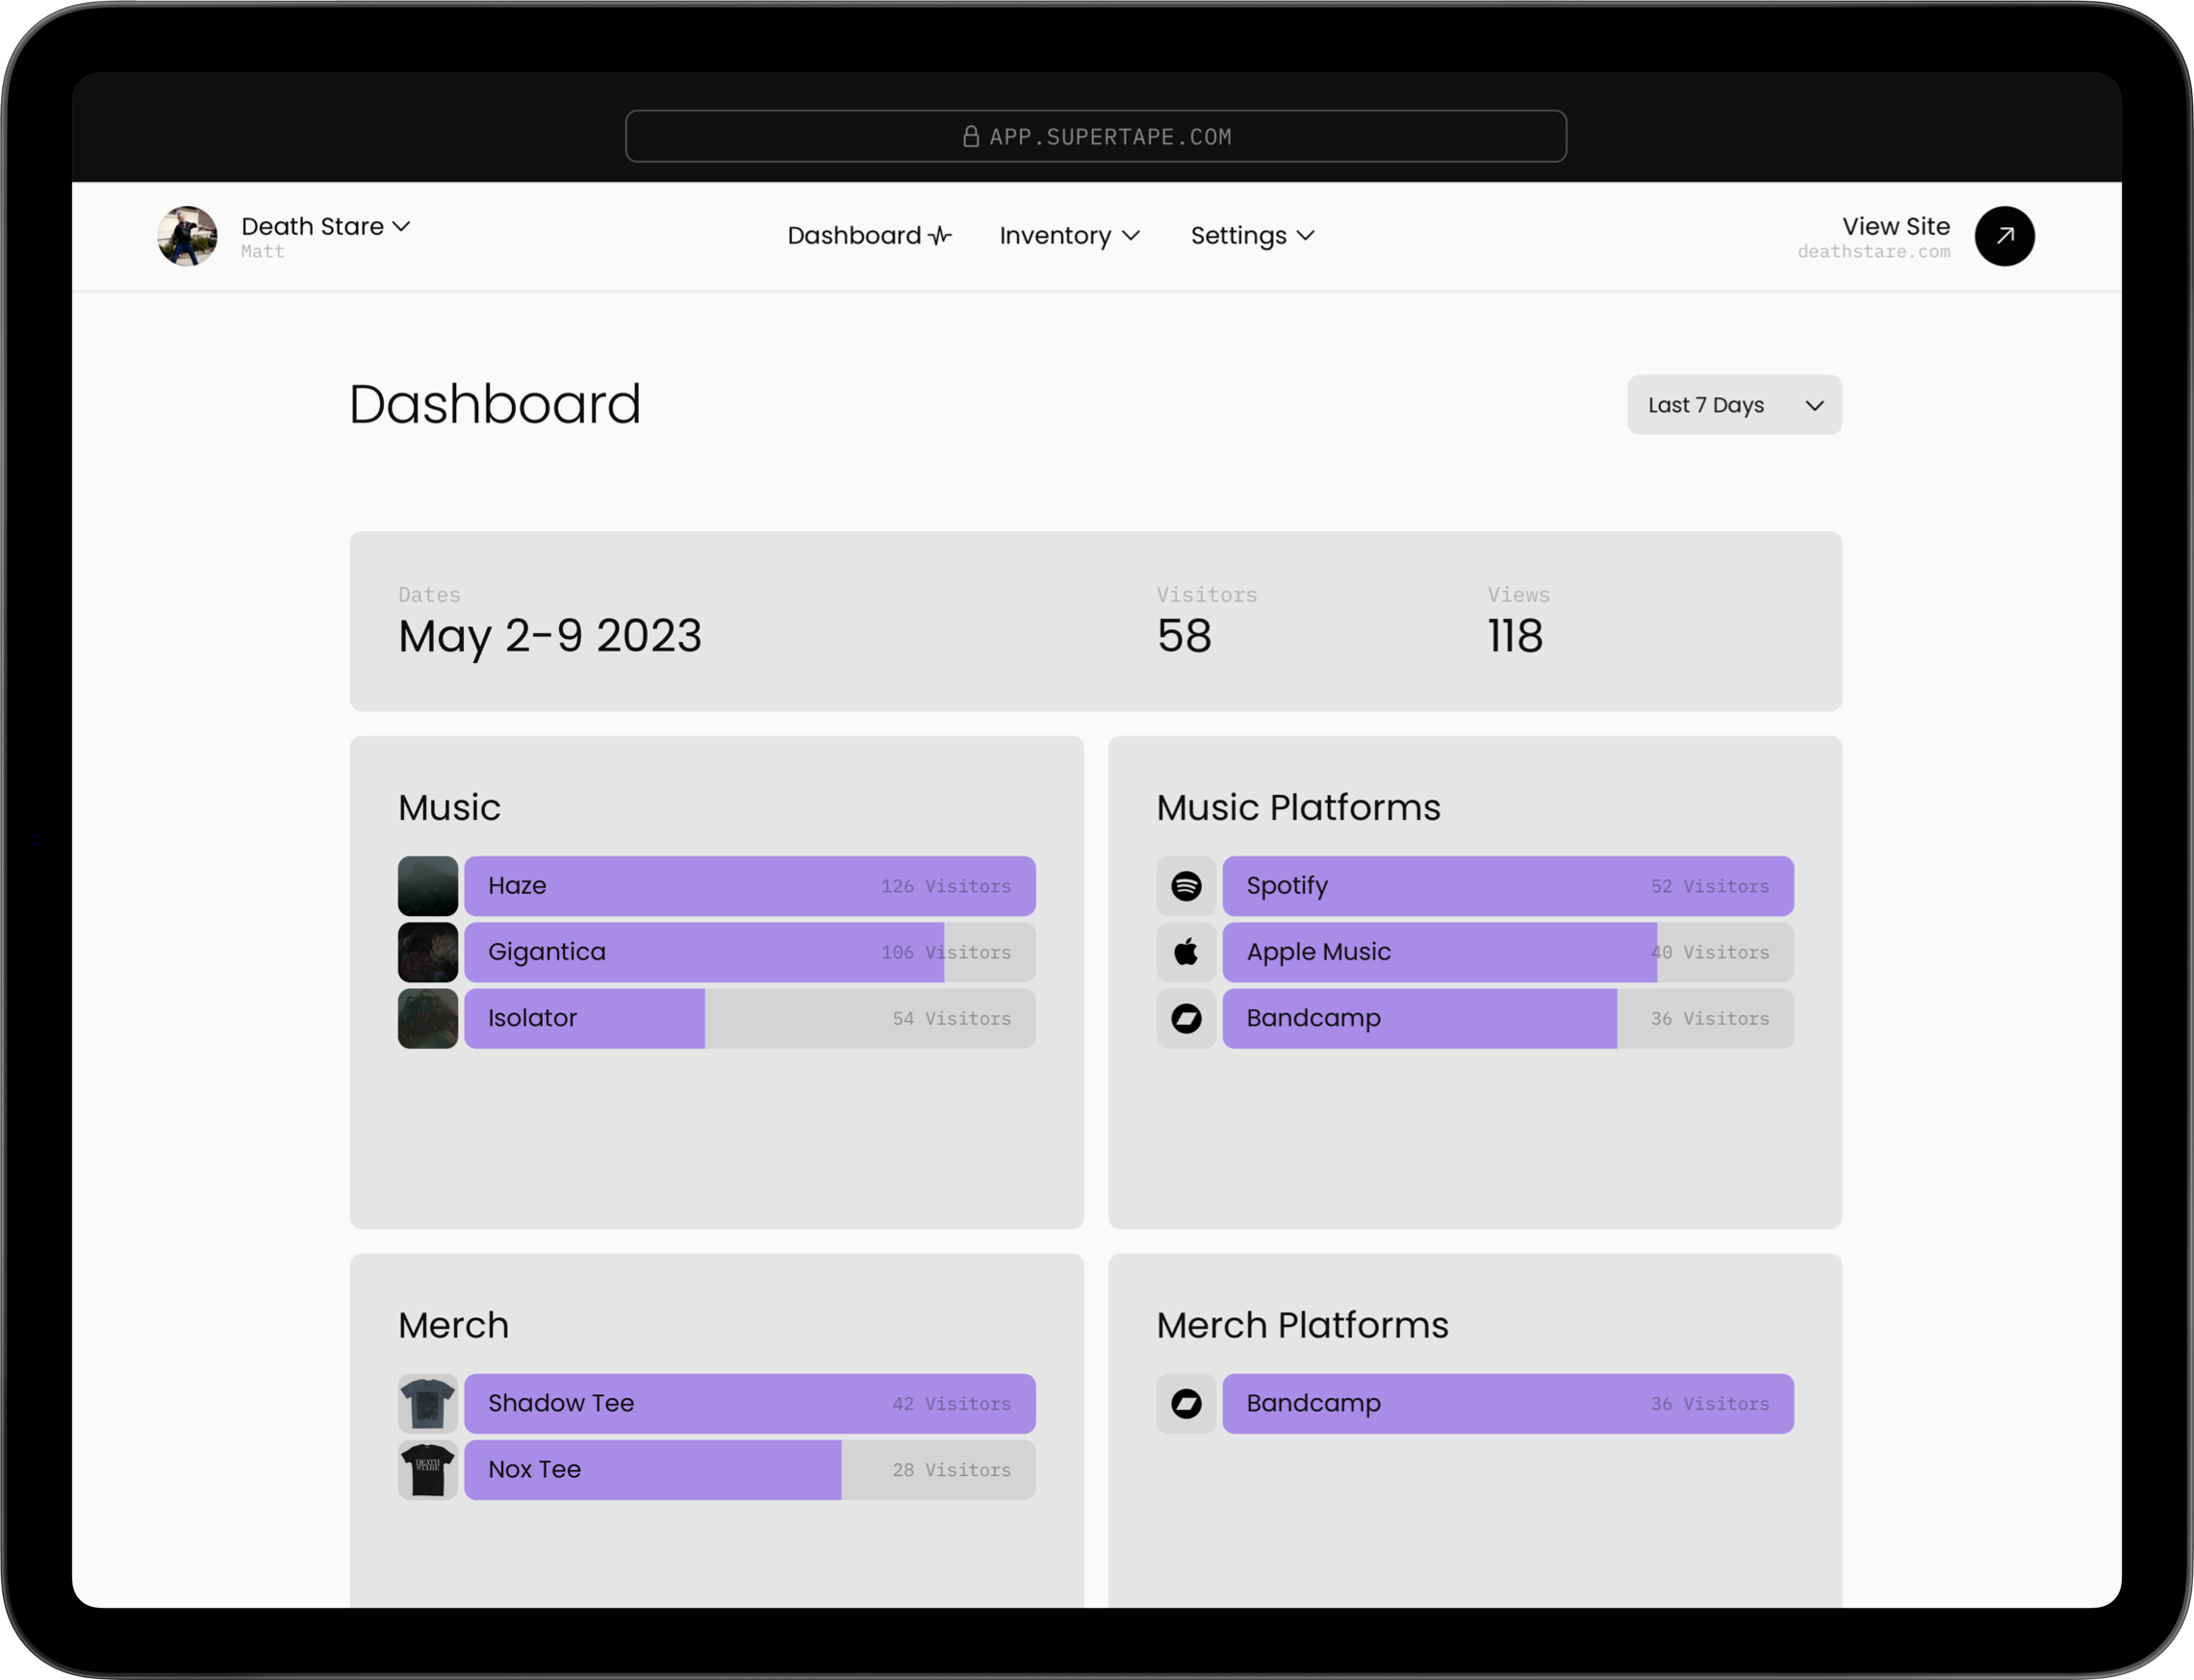 APP.SUPERTAPE.COM
Death Stare
Matt
Dashboard
Inventory
Settings
View Site
deathstare.com
Dashboard
Last 7 Days
Dates
May 2-9 2023
Visitors
58
Views
118
Music
Haze 126 Visitors
Gigantica 106 Visitors
Isolator 54 Visitors
Music Platforms
Spotify 52 Visitors
Apple Music 40 Visitors
Bandcamp 36 Visitors
Merch
Shadow Tee 42 Visitors
DEATH
STARE
Nox Tee 28 Visitors
Merch Platforms
Bandcamp 36 Visitors